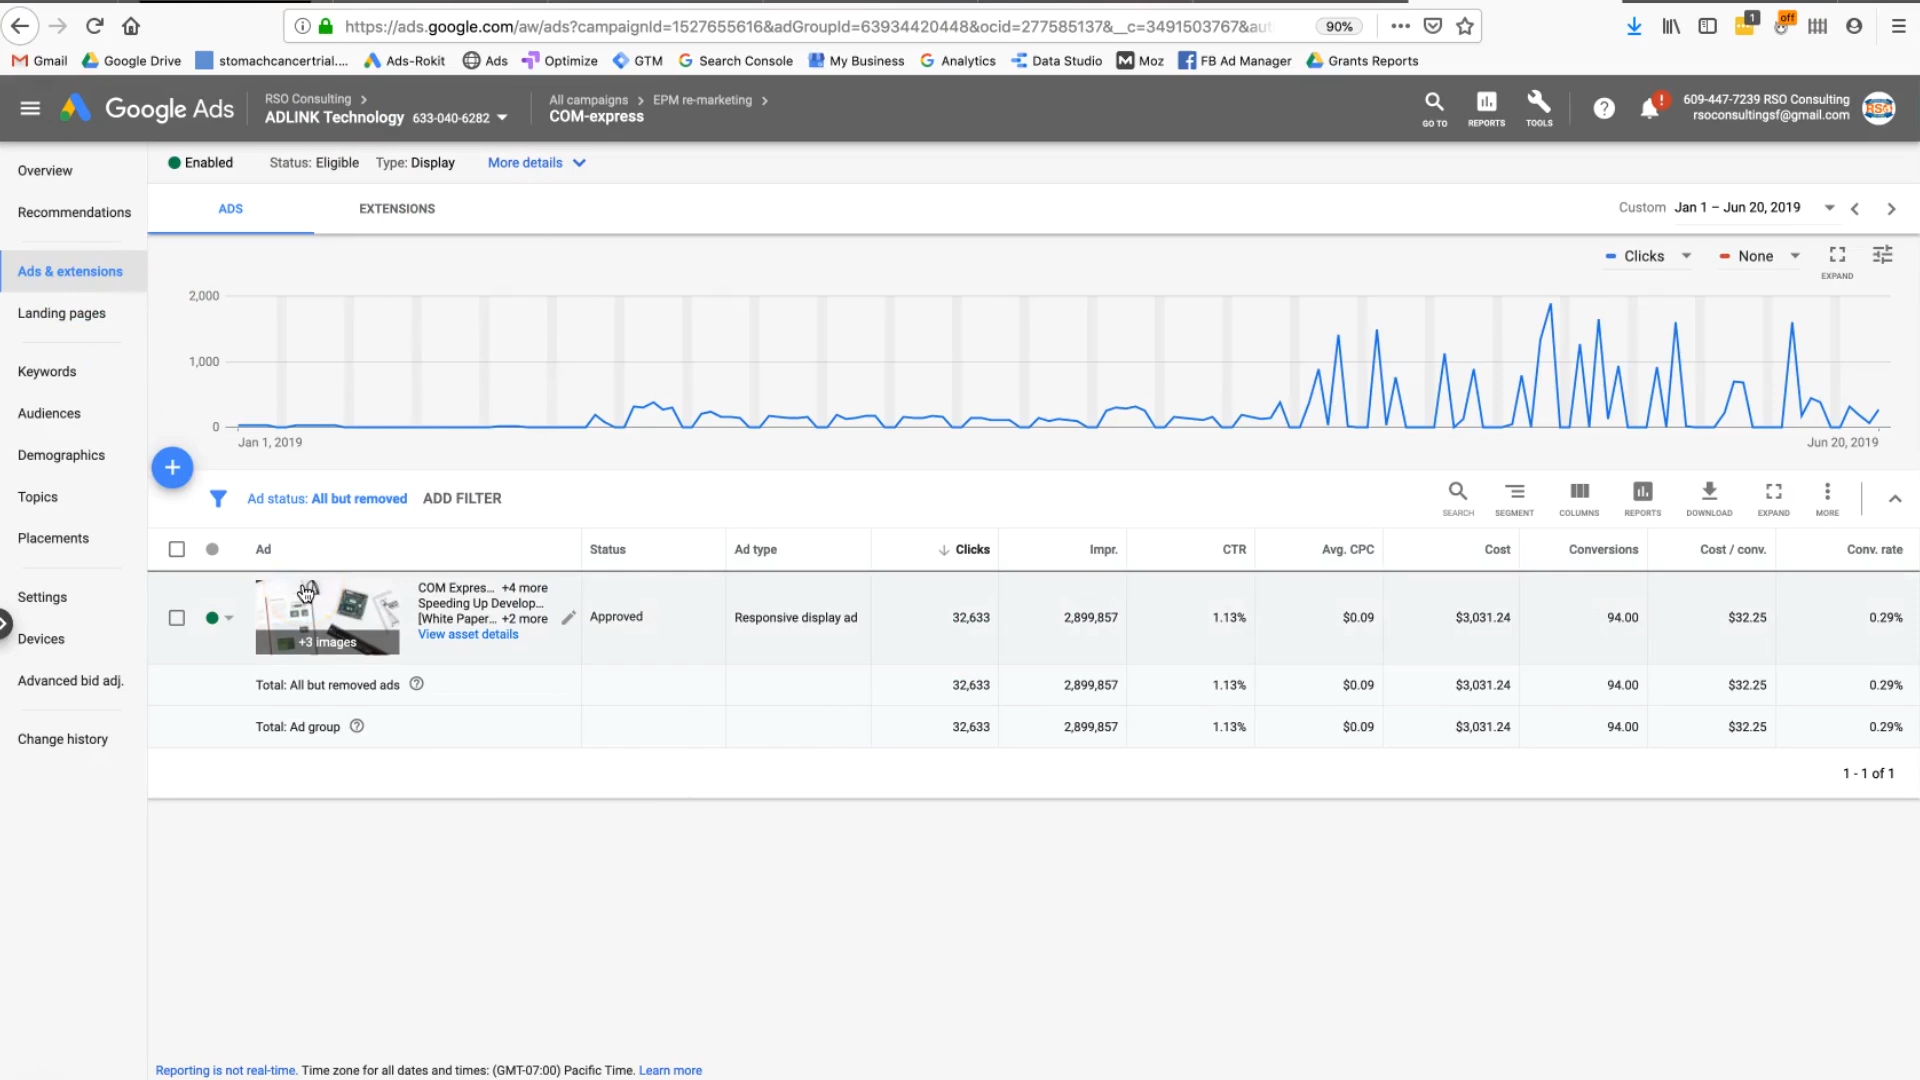 https://ads.google.com/aw/ads?campaignId=1527655616&adGroupId=63934420448&ocid=277585137&__c=3491503767&aut
90%
1
off
Gmail
Google Drive
stomachcancertrial....
Ads-Rokit
Ads
Optimize
GTM
Search Console
My Business
Analytics
Data Studio
Moz
FB Ad Manager
Grants Reports
Google Ads
RSO Consulting
ADLINK Technology 633-040-6282
All campaigns > EPM re-marketing >
COM-express
GO TO
REPORTS
TOOLS
609-447-7239 RSO Consulting
rsoconsultingsf@gmail.com
RSO
Overview
Recommendations
Ads & extensions
Landing pages
Keywords
Audiences
Demographics
Topics
Placements
Settings
Devices
Advanced bid adj.
Change history
Enabled Status: Eligible Type: Display More details
ADS
EXTENSIONS
Custom Jan 1 – Jun 20, 2019
Clicks
None
EXPAND
2,000
1,000
0
Jan 1, 2019
Jun 20, 2019
Ad status: All but removed ADD FILTER
SEARCH
SEGMENT
COLUMNS
REPORTS
DOWNLOAD
EXPAND
MORE
Ad Status Ad type Clicks Impr. CTR Avg. CPC Cost Conversions Cost / conv. Conv. rate
+3 images
COM Expres... +4 more
Speeding Up Develop...
[White Paper... +2 more
View asset details
Approved Responsive display ad 32,633 2,899,857 1.13% $0.09 $3,031.24 94.00 $32.25 0.29%
Total: All but removed ads 32,633 2,899,857 1.13% $0.09 $3,031.24 94.00 $32.25 0.29%
Total: Ad group 32,633 2,899,857 1.13% $0.09 $3,031.24 94.00 $32.25 0.29%
1 - 1 of 1
Reporting is not real-time. Time zone for all dates and times: (GMT-07:00) Pacific Time. Learn more